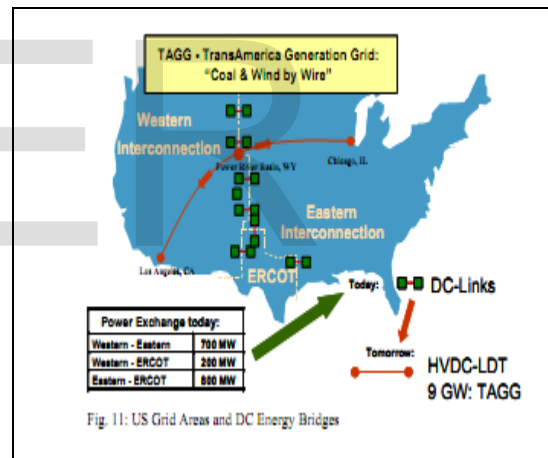 TAGG - TransAmerica Generation Grid:
"Coal & Wind by Wire"
Western
Interconnection
Power River Basin, WY
Chicago, IL
Eastern
Interconnection
Los Angeles, CA
ERCOT
Today:
DC-Links
Power Exchange today:
Western - Eastern 700 MW
Western - ERCOT 200 MW
Eastern - ERCOT 800 MW
Tomorrow:
HVDC-LDT
9 GW: TAGG
Fig. 11: US Grid Areas and DC Energy Bridges
R